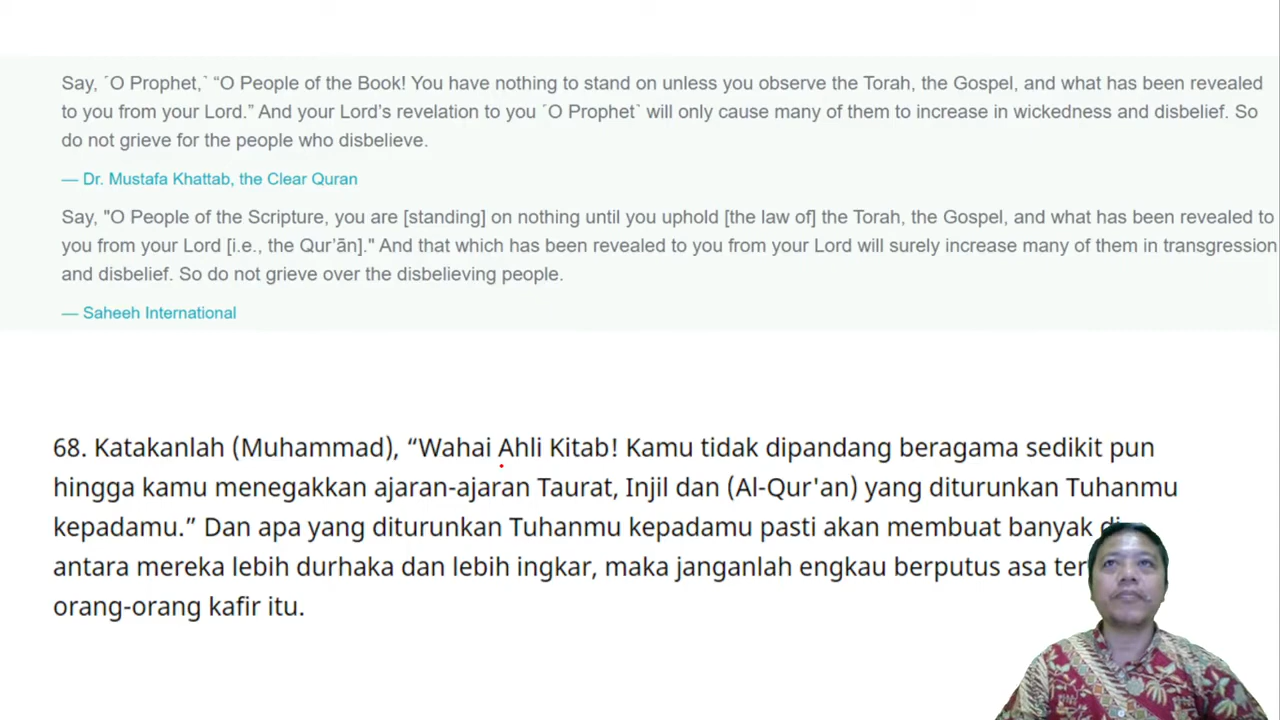 Say, ˹O Prophet,˺ “O People of the Book! You have nothing to stand on unless you observe the Torah, the Gospel, and what has been revealed
to you from your Lord.” And your Lord’s revelation to you ˹O Prophet˺ will only cause many of them to increase in wickedness and disbelief. So
do not grieve for the people who disbelieve.
— Dr. Mustafa Khattab, the Clear Quran
Say, "O People of the Scripture, you are [standing] on nothing until you uphold [the law of] the Torah, the Gospel, and what has been revealed to
you from your Lord [i.e., the Qur’ān]." And that which has been revealed to you from your Lord will surely increase many of them in transgression
and disbelief. So do not grieve over the disbelieving people.
— Saheeh International
68. Katakanlah (Muhammad), “Wahai Ahli Kitab! Kamu tidak dipandang beragama sedikit pun
hingga kamu menegakkan ajaran-ajaran Taurat, Injil dan (Al-Qur'an) yang diturunkan Tuhanmu
kepadamu.” Dan apa yang diturunkan Tuhanmu kepadamu pasti akan membuat banyak
antara mereka lebih durhaka dan lebih ingkar, maka janganlah engkau berputus asa
orang-orang kafir itu.